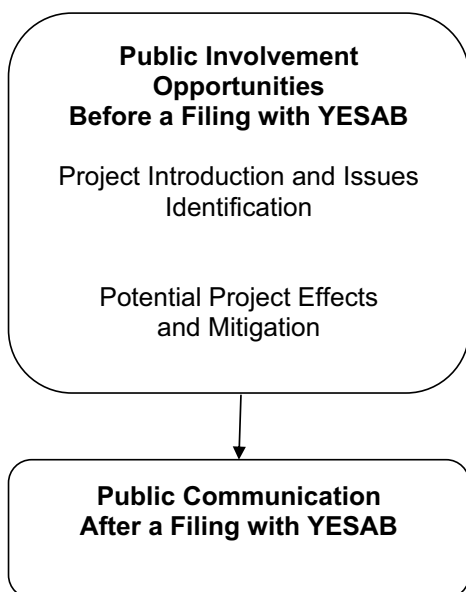 Public Involvement
Opportunities
Before a Filing with YESAB
Project Introduction and Issues
Identification
Potential Project Effects
and Mitigation
Public Communication
After a Filing with YESAB